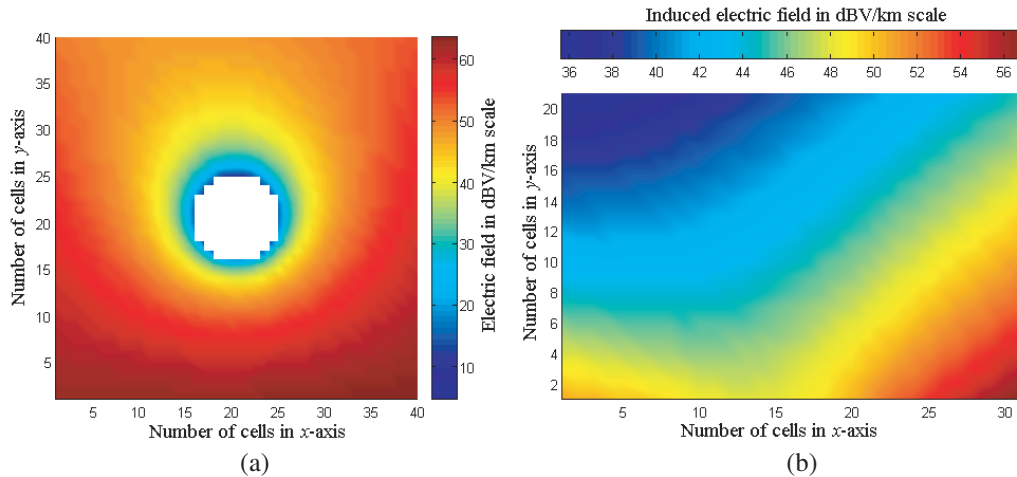 Induced electric field in dBV/km scale
36 38 40 42 44 46 48 50 52 54 56
Number of cells in y-axis
40
35
30
25
20
15
10
5
5 10 15 20 25 30 35 40
Number of cells in x-axis
(a)
60
50
40
30
20
10
Electric field in dBV/km scale
Number of cells in y-axis
20
18
16
14
12
10
8
6
4
2
5 10 15 20 25 30
Number of cells in x-axis
(b)